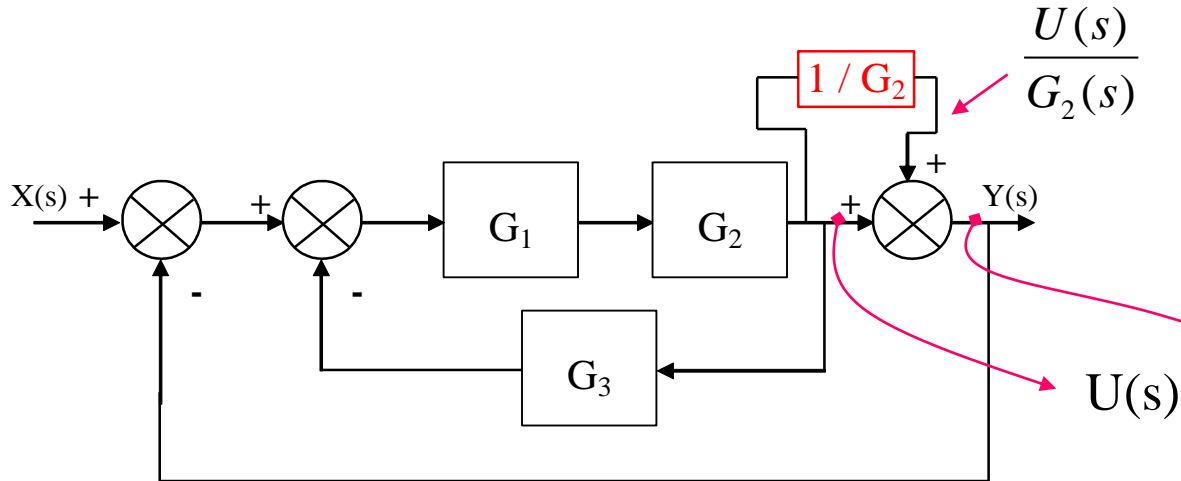 U(s)
G₂(s)
1 / G₂
+
X(s) +
+
G₁
G₂
+
Y(s)
-
-
G₃
U(s)